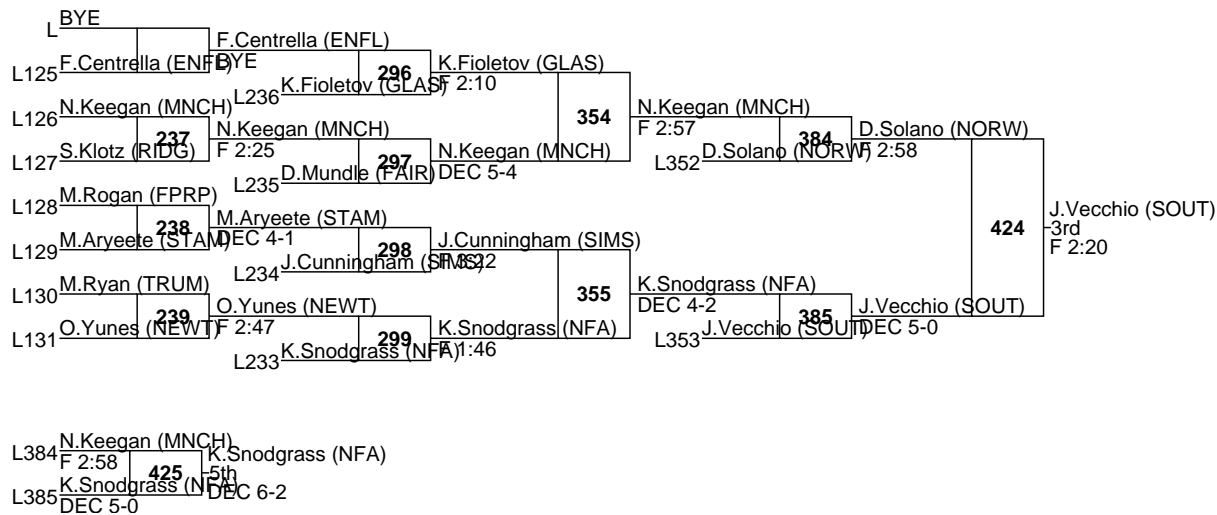 BYE
L
F.Centrella (ENFL)
BYE
F.Centrella (ENFL)
L125
296
K.Fioletov (GLAS)
F 2:10
K.Fioletov (GLAS)
L236
N.Keegan (MNCH)
L126
354
N.Keegan (MNCH)
F 2:57
237
N.Keegan (MNCH)
F 2:25
384
D.Solano (NORW)
F 2:58
S.Klotz (RIDG)
L127
297
N.Keegan (MNCH)
DEC 5-4
D.Solano (NORW)
L352
D.Mundle (FAIR)
L235
M.Rogan (FPRP)
L128
238
M.Aryeete (STAM)
DEC 4-1
424
J.Vecchio (SOUT)
3rd
F 2:20
M.Aryeete (STAM)
L129
298
J.Cunningham (SIMS)
F 3:22
J.Cunningham (SIMS)
L234
M.Ryan (TRUM)
L130
355
K.Snodgrass (NFA)
DEC 4-2
239
O.Yunes (NEWT)
F 2:47
385
J.Vecchio (SOUT)
DEC 5-0
O.Yunes (NEWT)
L131
299
K.Snodgrass (NFA)
F 1:46
J.Vecchio (SOUT)
L353
K.Snodgrass (NFA)
L233
N.Keegan (MNCH)
L384
F 2:58
425
K.Snodgrass (NFA)
5th
DEC 6-2
K.Snodgrass (NFA)
L385
DEC 5-0